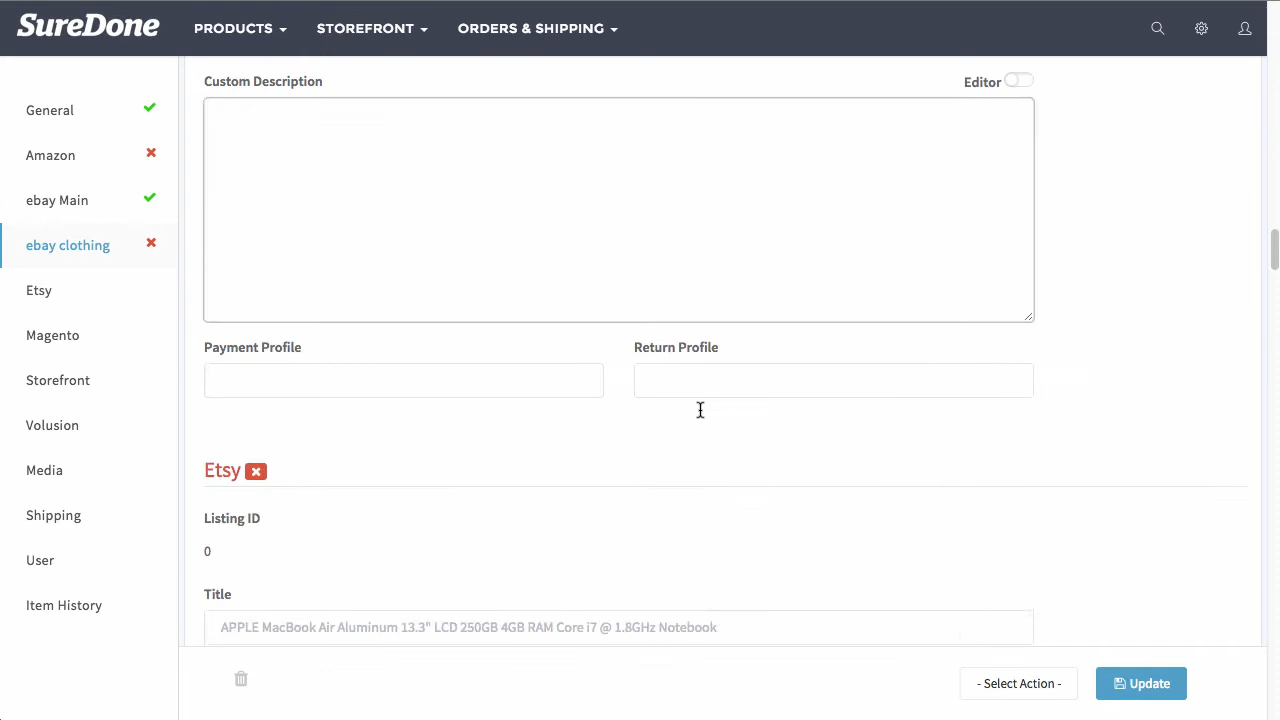 SureDone PRODUCTS STOREFRONT ORDERS & SHIPPING
General
Amazon
ebay Main
ebay clothing
Etsy
Magento
Storefront
Volusion
Media
Shipping
User
Item History
Custom Description Editor
Payment Profile Return Profile
Etsy
Listing ID
0
Title
APPLE MacBook Air Aluminum 13.3" LCD 250GB 4GB RAM Core i7 @ 1.8GHz Notebook
- Select Action - Update